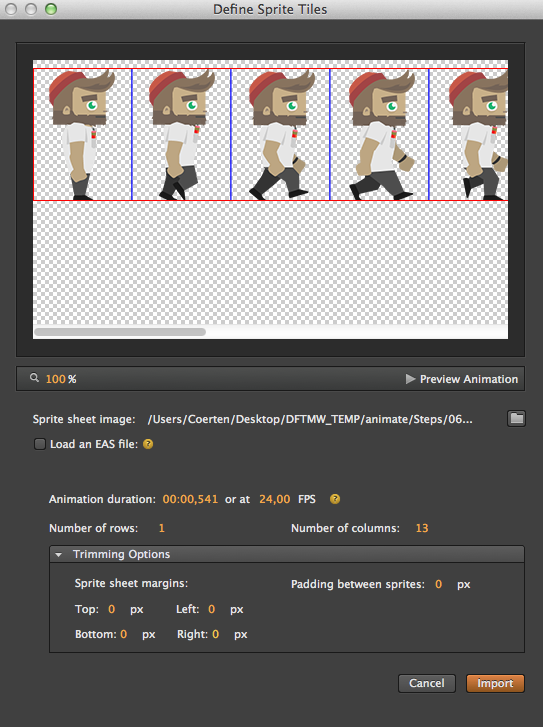 Define Sprite Tiles
100 % Preview Animation
Sprite sheet image: /Users/Coerten/Desktop/DFTMW_TEMP/animate/Steps/06...
Load an EAS file: ?
Animation duration: 00:00,541 or at 24,00 FPS ?
Number of rows: 1 Number of columns: 13
Trimming Options
Sprite sheet margins: Padding between sprites: 0 px
Top: 0 px Left: 0 px
Bottom: 0 px Right: 0 px
Cancel Import